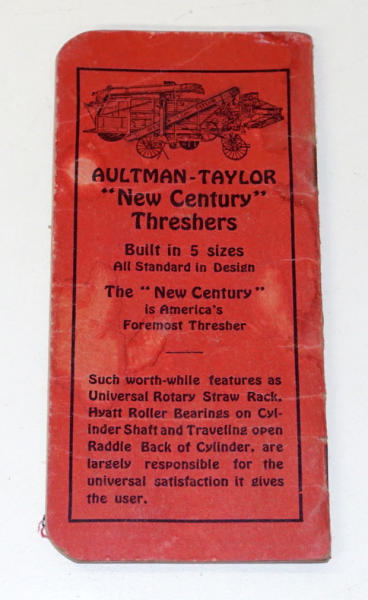 AULTMAN-TAYLOR
"New Century"
Threshers
Built in 5 sizes
All Standard in Design
The "New Century"
is America's
Foremost Thresher
Such worth-while features as
Universal Rotary Straw Rack,
Hyatt Roller Bearings on Cyl-
inder Shaft and Traveling open
Raddle Back of Cylinder, are
largely responsible for the
universal satisfaction it gives
the user.